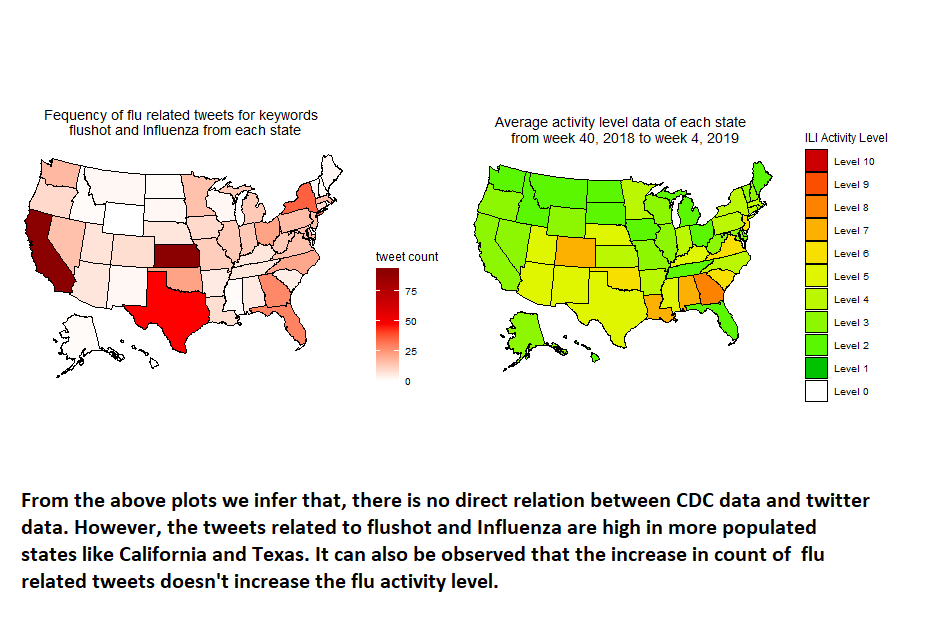 Fequency of flu related tweets for keywords
flushot and Influenza from each state
tweet count
75
50
25
0
Average activity level data of each state
from week 40, 2018 to week 4, 2019
ILI Activity Level
Level 10
Level 9
Level 8
Level 7
Level 6
Level 5
Level 4
Level 3
Level 2
Level 1
Level 0
From the above plots we infer that, there is no direct relation between CDC data and twitter
data. However, the tweets related to flushot and Influenza are high in more populated
states like California and Texas. It can also be observed that the increase in count of  flu
related tweets doesn't increase the flu activity level.